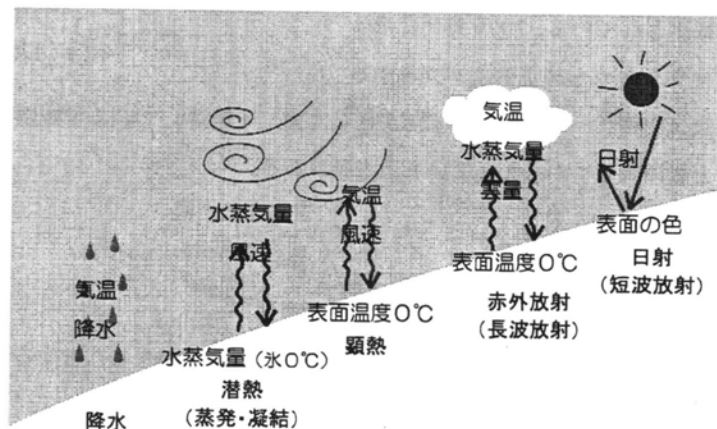 気温
水蒸気量
雲量
日射
水蒸気量
風速
気温
風速
表面の色
日射
(短波放射)
表面温度0℃
赤外放射
(長波放射)
気温
降水
表面温度0℃
顕熱
水蒸気量(氷0℃)
潜熱
(蒸発・凝結)
降水